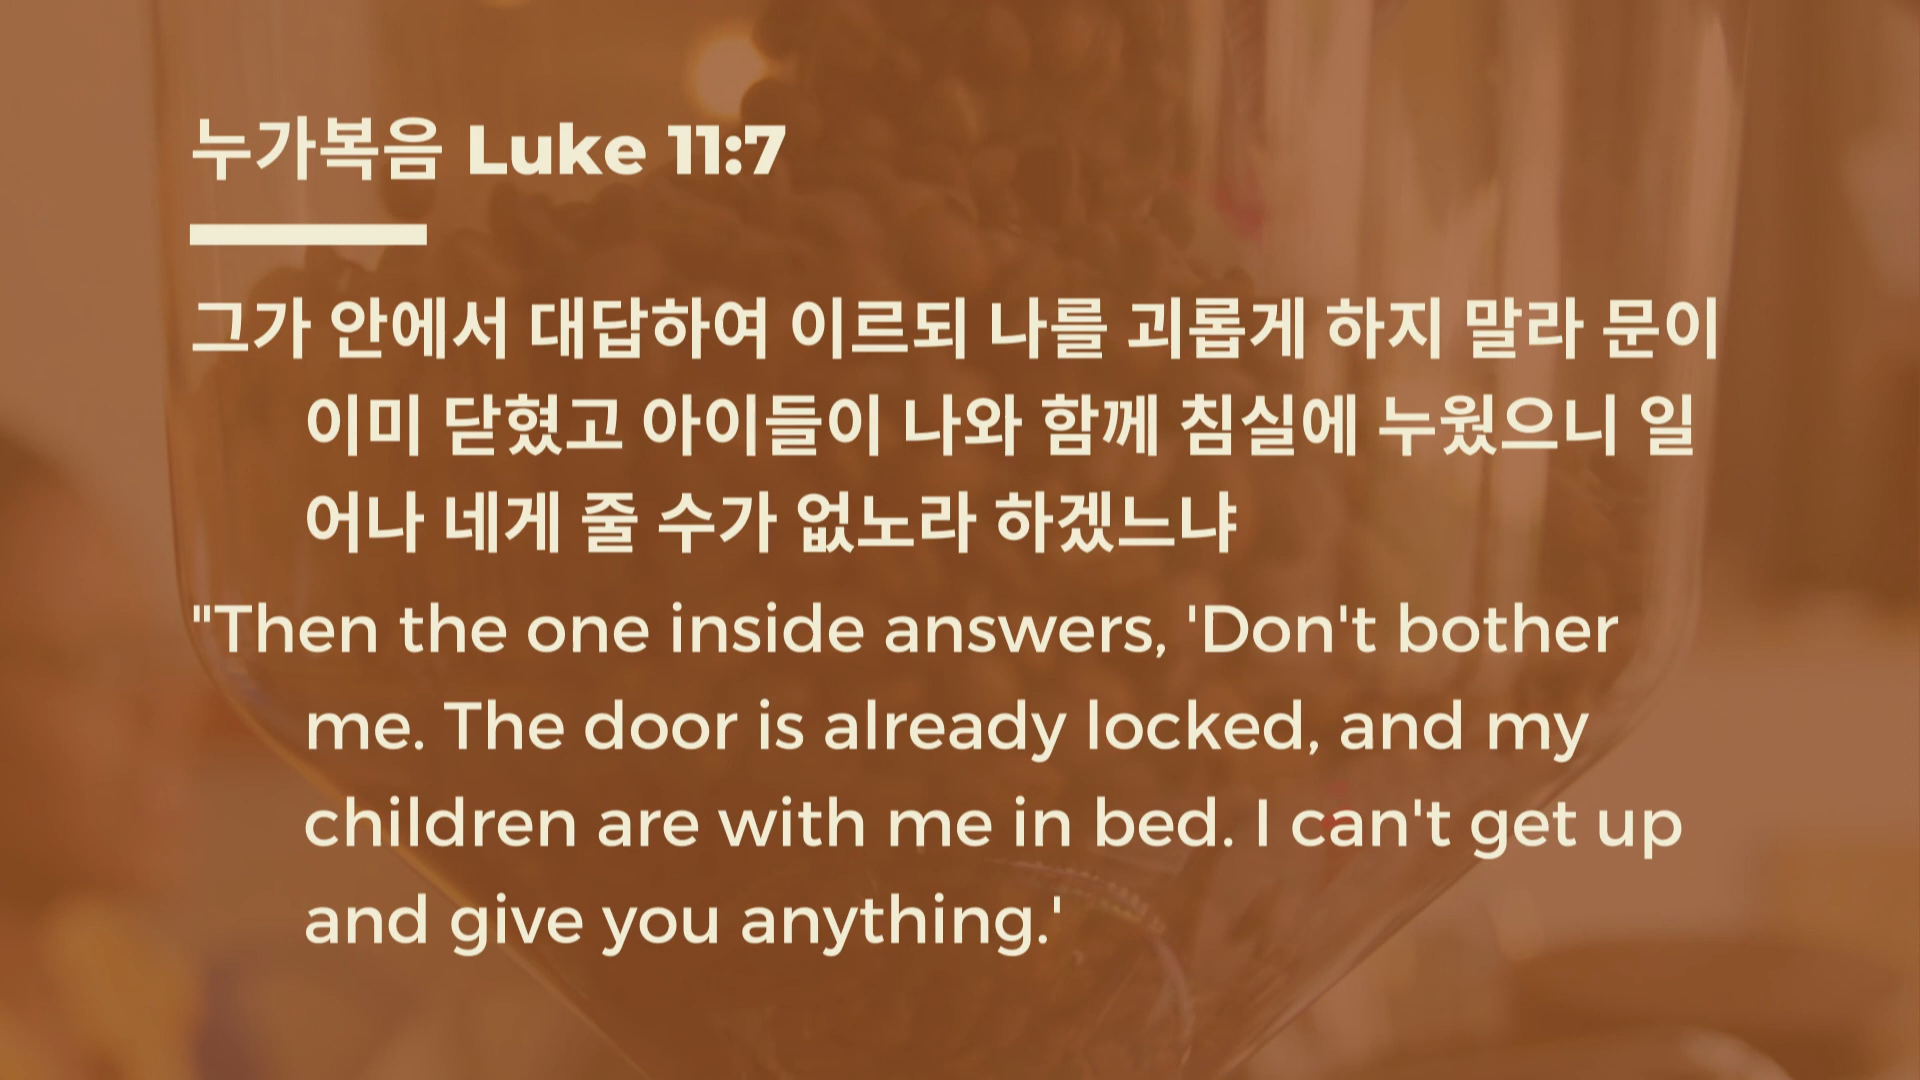 누가복음 Luke 11:7
그가 안에서 대답하여 이르되 나를 괴롭게 하지 말라 문이
이미 닫혔고 아이들이 나와 함께 침실에 누웠으니 일
어나 네게 줄 수가 없노라 하겠느냐
"Then the one inside answers, 'Don't bother
me. The door is already locked, and my
children are with me in bed. I can't get up
and give you anything.'